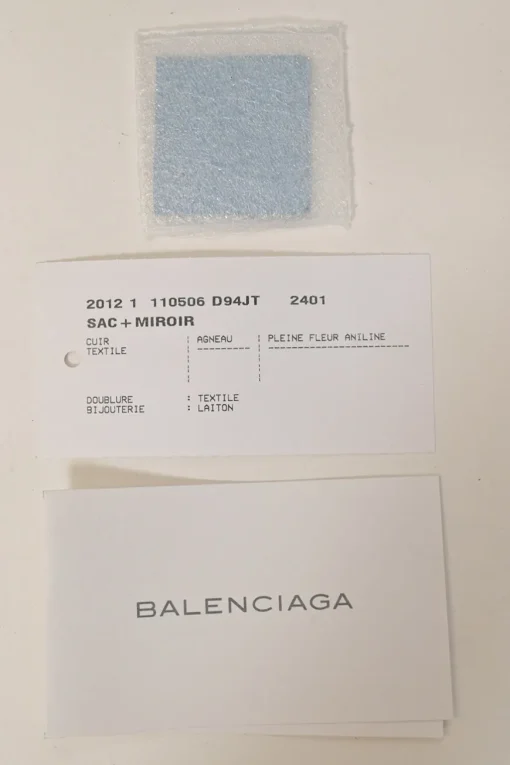 2012 1 110506 D94JT 2401
SAC+MIROIR
CUIR ¦ AGNEAU ¦ PLEINE FLEUR ANILINE
TEXTILE ¦ --------- ¦ ------------------------
DOUBLURE : TEXTILE
BIJOUTERIE : LAITON
BALENCIAGA